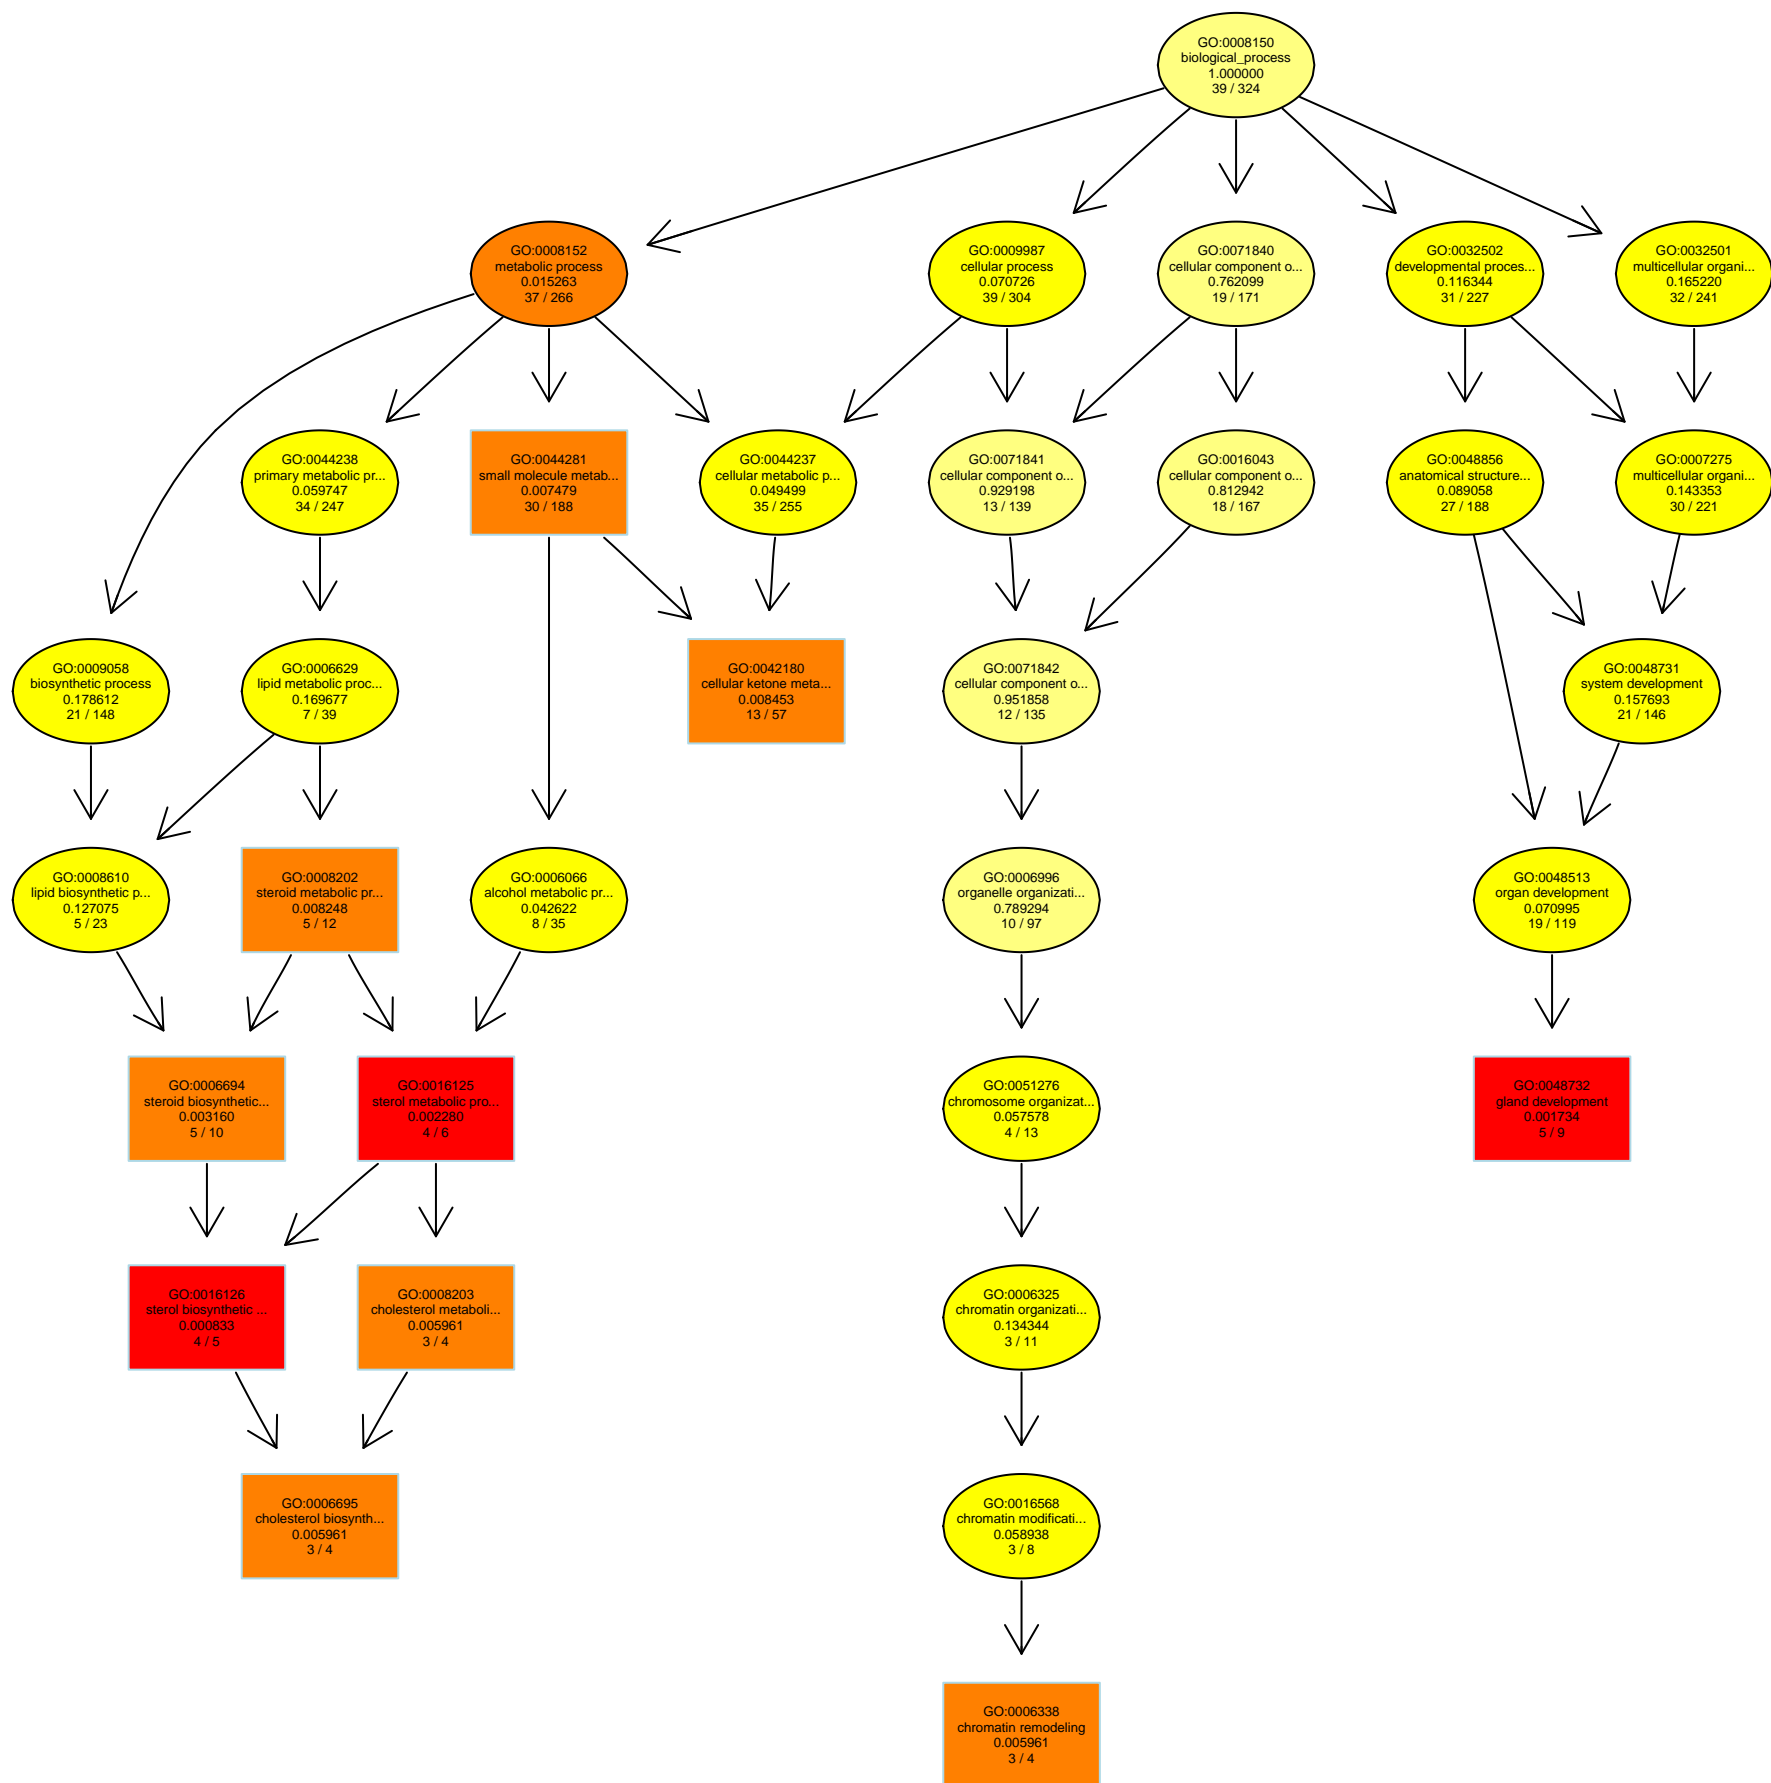 GO:0008150
biological_process
1.000000
39 / 324
GO:0008152
metabolic process
0.015263
37 / 266
GO:0009987
cellular process
0.070726
39 / 304
GO:0071840
cellular component o...
0.762099
19 / 171
GO:0032502
developmental proces...
0.116344
31 / 227
GO:0032501
multicellular organi...
0.165220
32 / 241
GO:0044238
primary metabolic pr...
0.059747
34 / 247
GO:0044281
small molecule metab...
0.007479
30 / 188
GO:0044237
cellular metabolic p...
0.049499
35 / 255
GO:0071841
cellular component o...
0.929198
13 / 139
GO:0016043
cellular component o...
0.812942
18 / 167
GO:0048856
anatomical structure...
0.089058
27 / 188
GO:0007275
multicellular organi...
0.143353
30 / 221
GO:0009058
biosynthetic process
0.178612
21 / 148
GO:0006629
lipid metabolic proc...
0.169677
7 / 39
GO:0042180
cellular ketone meta...
0.008453
13 / 57
GO:0071842
cellular component o...
0.951858
12 / 135
GO:0048731
system development
0.157693
21 / 146
GO:0008610
lipid biosynthetic p...
0.127075
5 / 23
GO:0008202
steroid metabolic pr...
0.008248
5 / 12
GO:0006066
alcohol metabolic pr...
0.042622
8 / 35
GO:0006996
organelle organizati...
0.789294
10 / 97
GO:0048513
organ development
0.070995
19 / 119
GO:0006694
steroid biosynthetic...
0.003160
5 / 10
GO:0016125
sterol metabolic pro...
0.002280
4 / 6
GO:0051276
chromosome organizat...
0.057578
4 / 13
GO:0048732
gland development
0.001734
5 / 9
GO:0016126
sterol biosynthetic ...
0.000833
4 / 5
GO:0008203
cholesterol metaboli...
0.005961
3 / 4
GO:0006325
chromatin organizati...
0.134344
3 / 11
GO:0006695
cholesterol biosynth...
0.005961
3 / 4
GO:0016568
chromatin modificati...
0.058938
3 / 8
GO:0006338
chromatin remodeling
0.005961
3 / 4